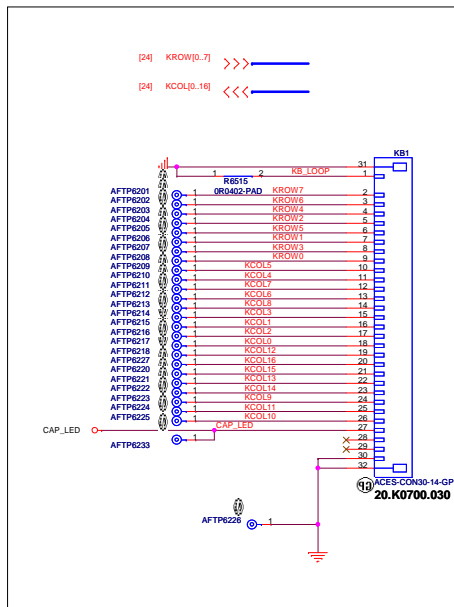 [24] KROW[0..7]
[24] KCOL[0..16]
KB1
31
KB_LOOP 1
1 R6515 2
0R0402-PAD
AFTP6201 1 KROW7 2
AFTP6202 1 KROW6 3
AFTP6203 1 KROW4 4
AFTP6204 1 KROW2 5
AFTP6205 1 KROW5 6
AFTP6206 1 KROW1 7
AFTP6207 1 KROW3 8
AFTP6208 1 KROW0 9
AFTP6209 1 KCOL5 10
AFTP6210 1 KCOL4 11
AFTP6211 1 KCOL7 12
AFTP6212 1 KCOL6 13
AFTP6213 1 KCOL8 14
AFTP6214 1 KCOL3 15
AFTP6215 1 KCOL1 16
AFTP6216 1 KCOL2 17
AFTP6217 1 KCOL0 18
AFTP6218 1 KCOL12 19
AFTP6227 1 KCOL16 20
AFTP6220 1 KCOL15 21
AFTP6221 1 KCOL13 22
AFTP6222 1 KCOL14 23
AFTP6223 1 KCOL9 24
AFTP6224 1 KCOL11 25
AFTP6225 1 KCOL10 26
CAP_LED CAP_LED 27
AFTP6233 1 28
29
30
32
ACES-CON30-14-GP
20.K0700.030
AFTP6226 1